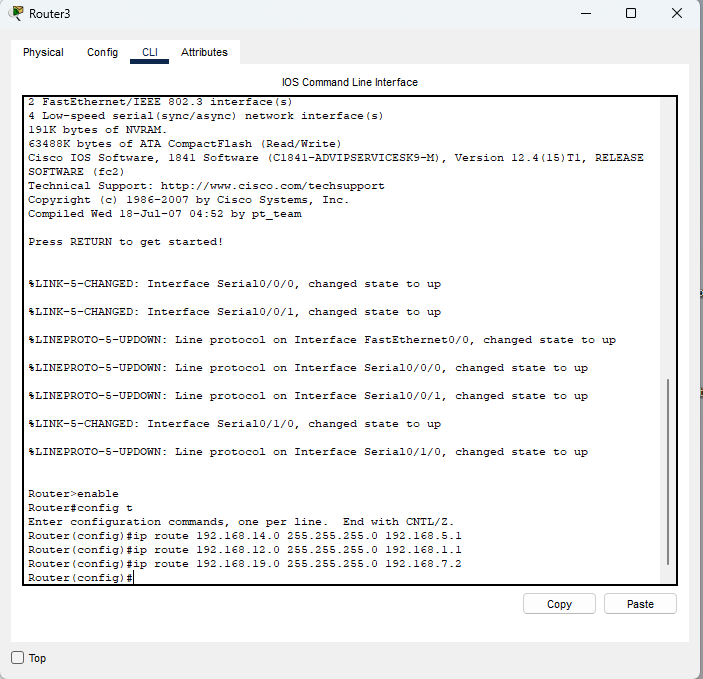 Router3
Physical Config CLI Attributes
IOS Command Line Interface
2 FastEthernet/IEEE 802.3 interface(s)
4 Low-speed serial(sync/async) network interface(s)
191K bytes of NVRAM.
63488K bytes of ATA CompactFlash (Read/Write)
Cisco IOS Software, 1841 Software (C1841-ADVIPSERVICESK9-M), Version 12.4(15)T1, RELEASE
SOFTWARE (fc2)
Technical Support: http://www.cisco.com/techsupport
Copyright (c) 1986-2007 by Cisco Systems, Inc.
Compiled Wed 18-Jul-07 04:52 by pt_team
Press RETURN to get started!
%LINK-5-CHANGED: Interface Serial0/0/0, changed state to up
%LINK-5-CHANGED: Interface Serial0/0/1, changed state to up
%LINEPROTO-5-UPDOWN: Line protocol on Interface FastEthernet0/0, changed state to up
%LINEPROTO-5-UPDOWN: Line protocol on Interface Serial0/0/0, changed state to up
%LINEPROTO-5-UPDOWN: Line protocol on Interface Serial0/0/1, changed state to up
%LINK-5-CHANGED: Interface Serial0/1/0, changed state to up
%LINEPROTO-5-UPDOWN: Line protocol on Interface Serial0/1/0, changed state to up
Router>enable
Router#config t
Enter configuration commands, one per line.  End with CNTL/Z.
Router(config)#ip route 192.168.14.0 255.255.255.0 192.168.5.1
Router(config)#ip route 192.168.12.0 255.255.255.0 192.168.1.1
Router(config)#ip route 192.168.19.0 255.255.255.0 192.168.7.2
Router(config)#
Copy Paste
Top